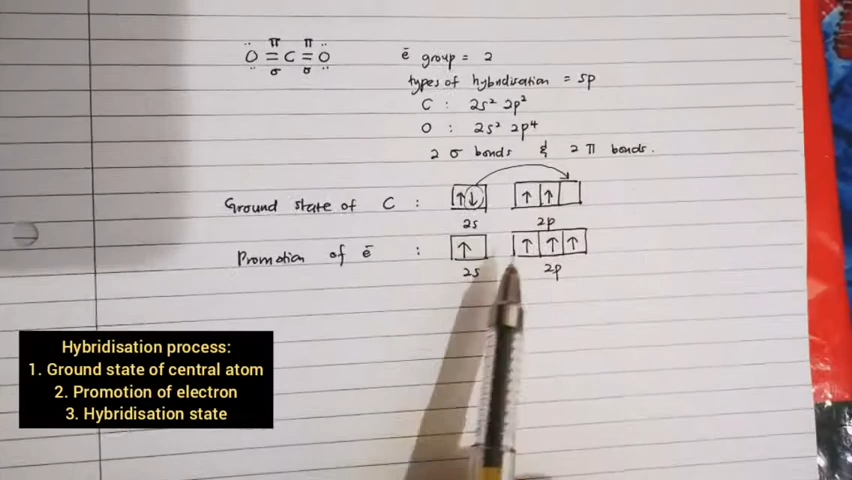 π π
:Ö=C=Ö:
σ σ
ē group = 2
types of hybridisation = sp
C : 2s² 2p²
O : 2s² 2p⁴
2 σ bonds & 2 π bonds.
Ground state of C : ↑↓ ↑ ↑
2s 2p
Promotion of ē : ↑ ↑ ↑ ↑
2s 2p
Hybridisation process:
1. Ground state of central atom
2. Promotion of electron
3. Hybridisation state